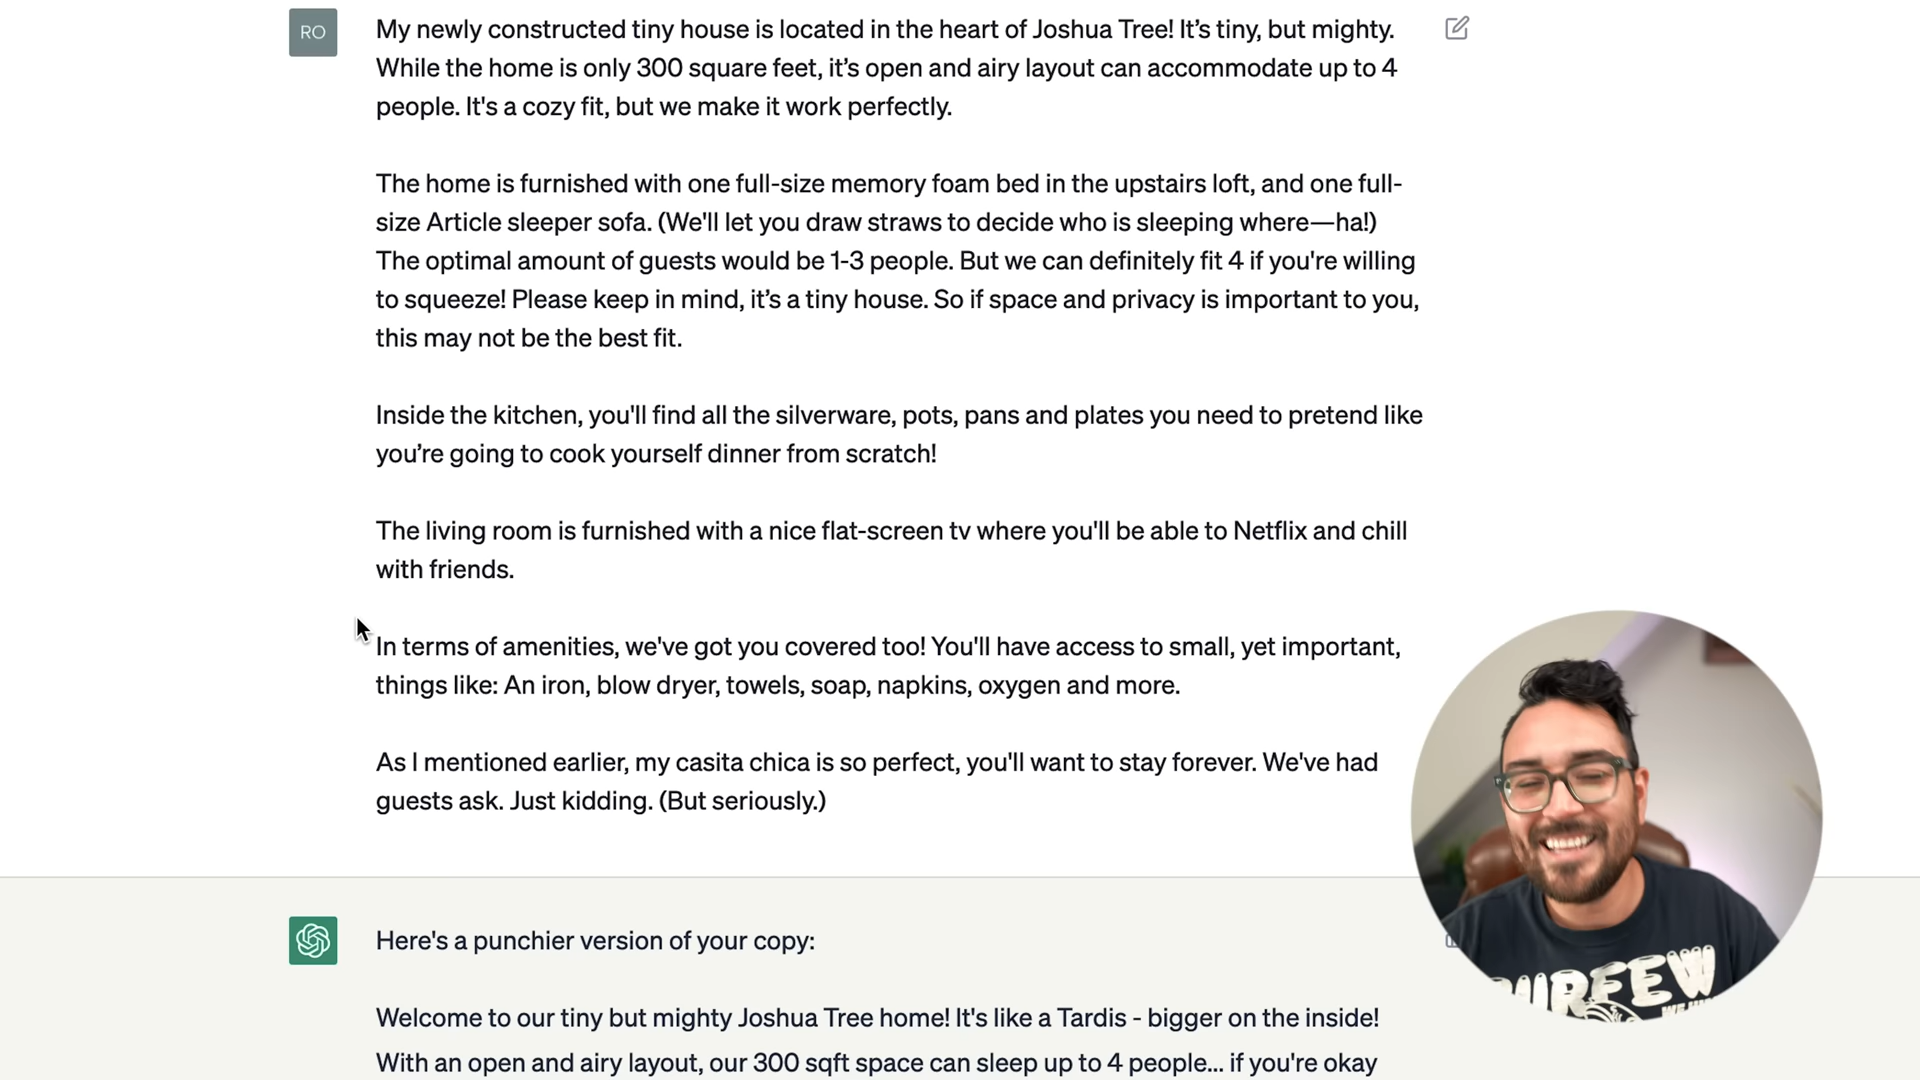 RO
My newly constructed tiny house is located in the heart of Joshua Tree! It’s tiny, but mighty.
While the home is only 300 square feet, it’s open and airy layout can accommodate up to 4
people. It's a cozy fit, but we make it work perfectly.
The home is furnished with one full-size memory foam bed in the upstairs loft, and one full-
size Article sleeper sofa. (We'll let you draw straws to decide who is sleeping where—ha!)
The optimal amount of guests would be 1-3 people. But we can definitely fit 4 if you're willing
to squeeze! Please keep in mind, it’s a tiny house. So if space and privacy is important to you,
this may not be the best fit.
Inside the kitchen, you'll find all the silverware, pots, pans and plates you need to pretend like
you’re going to cook yourself dinner from scratch!
The living room is furnished with a nice flat-screen tv where you'll be able to Netflix and chill
with friends.
In terms of amenities, we've got you covered too! You'll have access to small, yet important,
things like: An iron, blow dryer, towels, soap, napkins, oxygen and more.
As I mentioned earlier, my casita chica is so perfect, you'll want to stay forever. We've had
guests ask. Just kidding. (But seriously.)
Here's a punchier version of your copy:
Welcome to our tiny but mighty Joshua Tree home! It's like a Tardis - bigger on the inside!
With an open and airy layout, our 300 sqft space can sleep up to 4 people... if you're okay